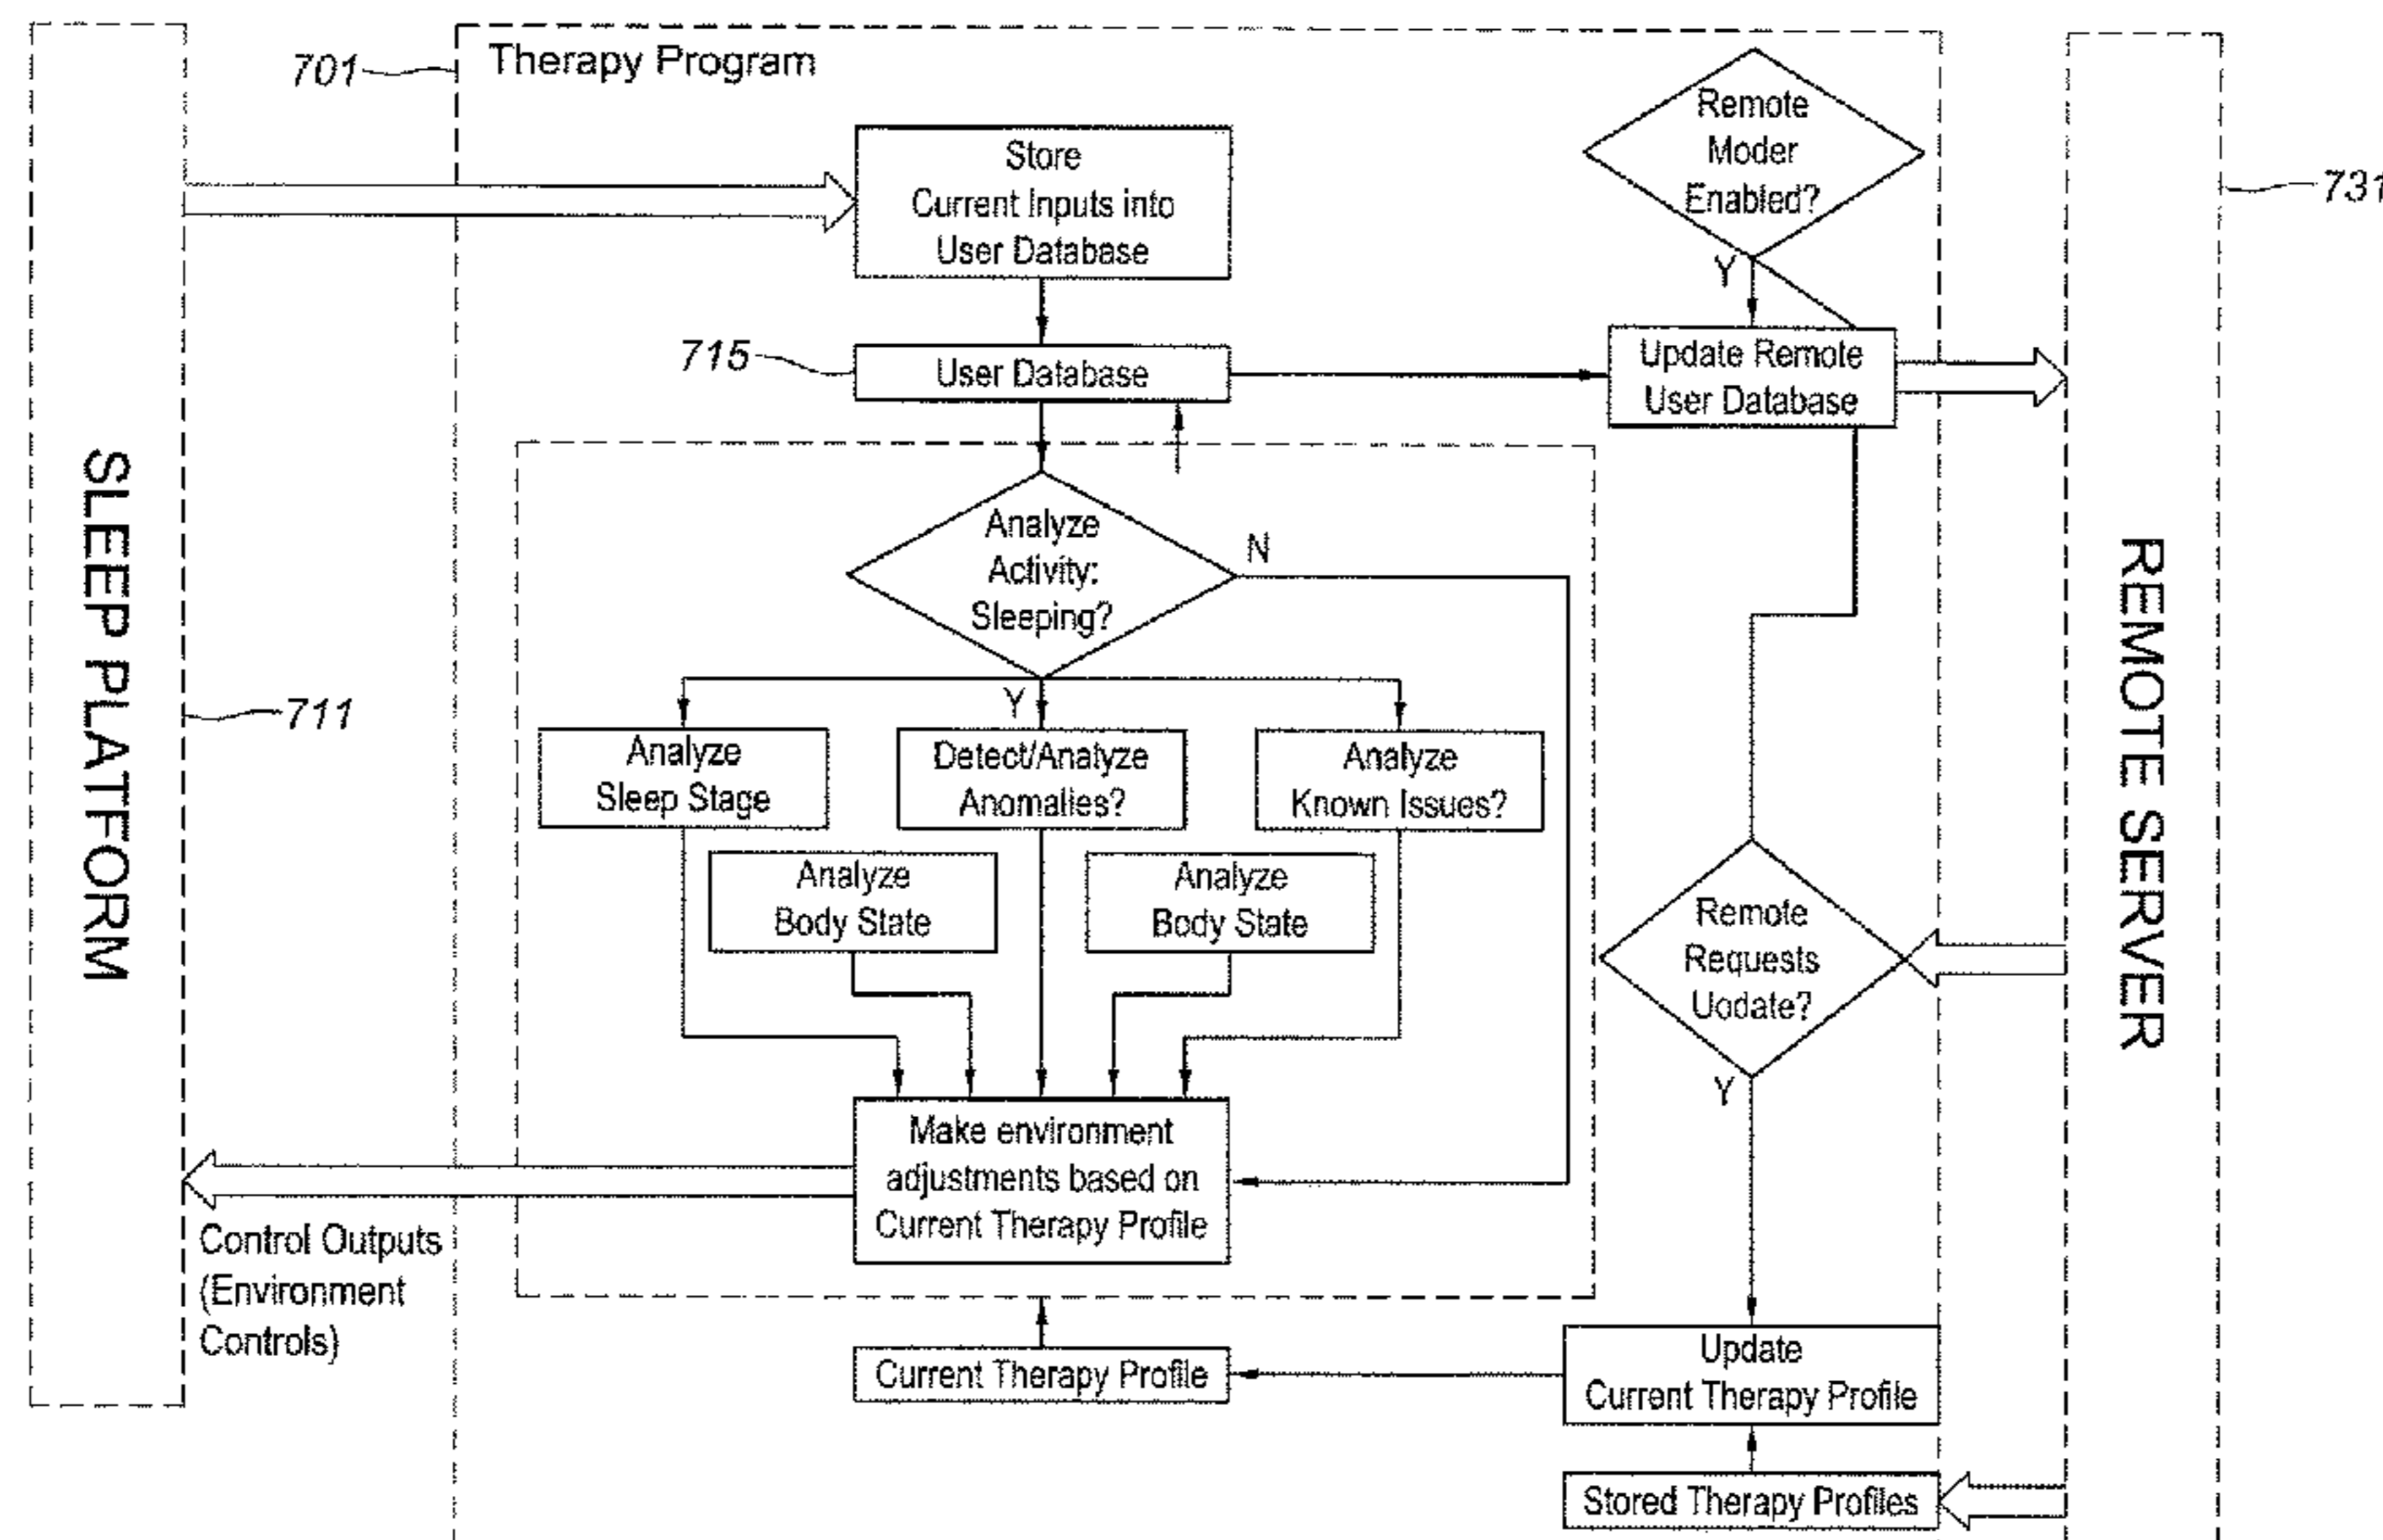 701
Therapy Program
Remote
Moder
Enabled?
Store
Current Inputs into
User Database
731
Y
715
User Database
Update Remote
User Database
Analyze
Activity:
Sleeping?
N
SLEEP PLATFORM
711
REMOTE SERVER
Y
Analyze
Sleep Stage
Detect/Analyze
Anomalies?
Analyze
Known Issues?
Analyze
Body State
Analyze
Body State
Remote
Requests
Uodate?
Y
Make environment
adjustments based on
Current Therapy Profile
Control Outputs
(Environment
Controls)
Current Therapy Profile
Update
Current Therapy Profile
Stored Therapy Profiles